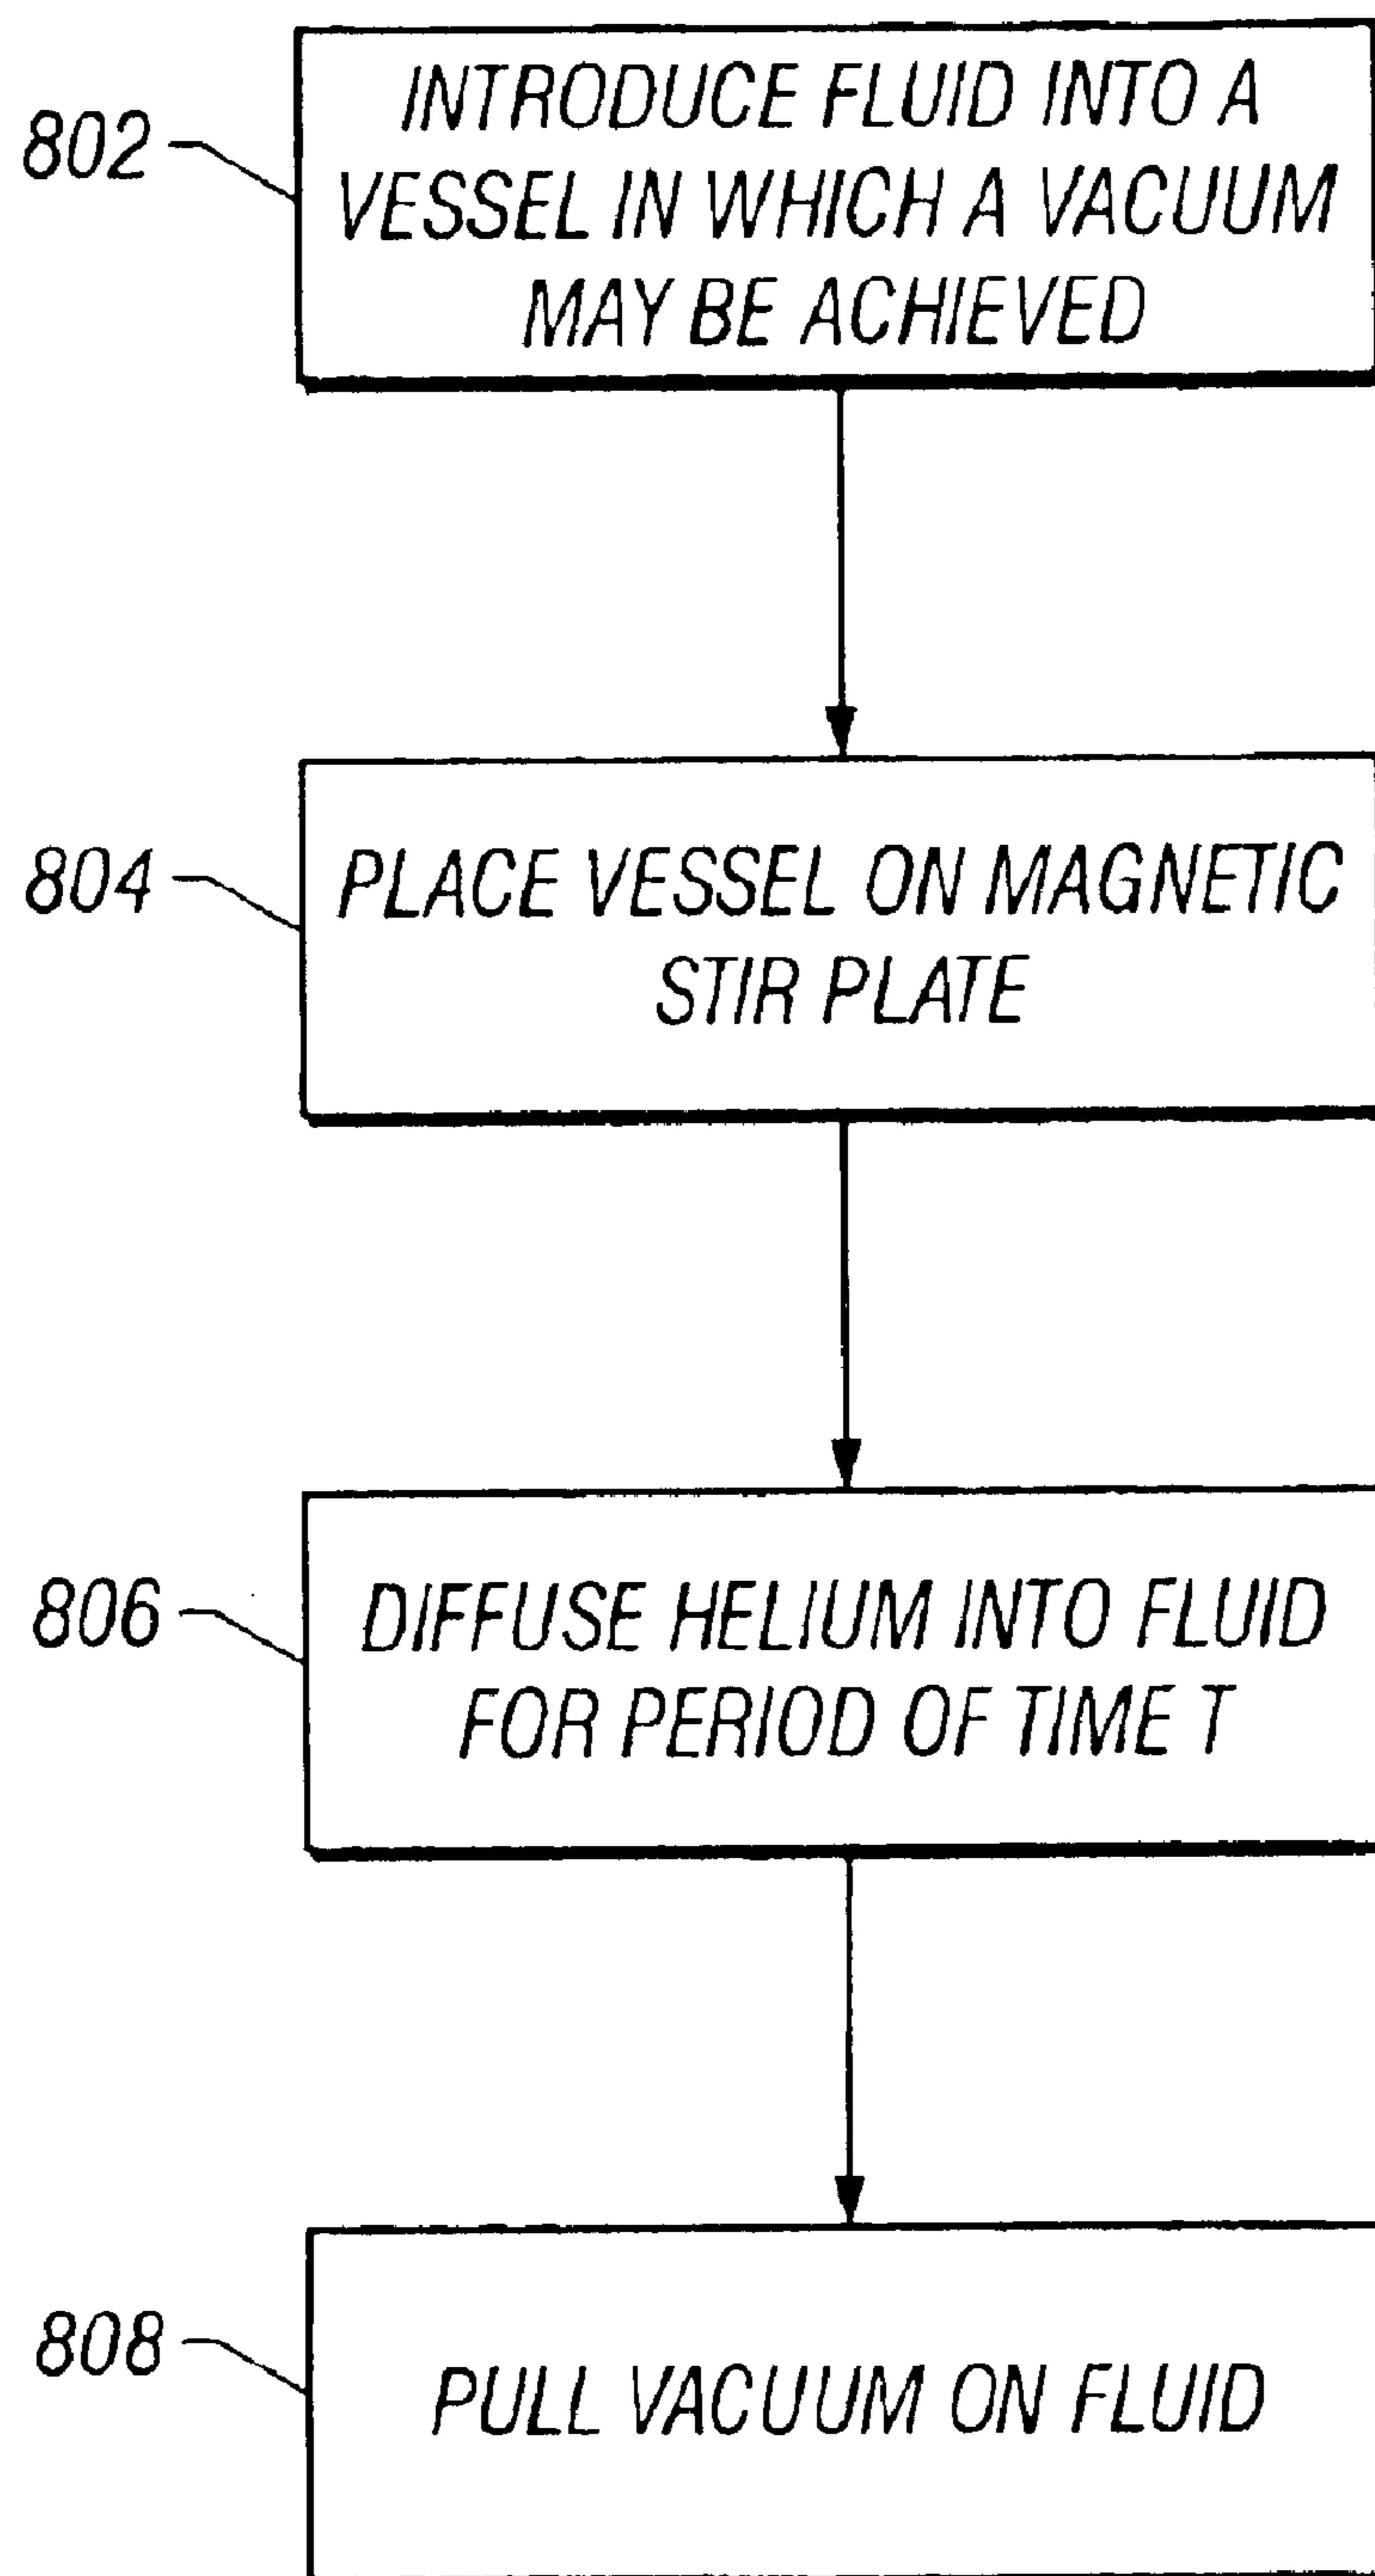 802
INTRODUCE FLUID INTO A
VESSEL IN WHICH A VACUUM
MAY BE ACHIEVED
804
PLACE VESSEL ON MAGNETIC
STIR PLATE
806
DIFFUSE HELIUM INTO FLUID
FOR PERIOD OF TIME T
808
PULL VACUUM ON FLUID